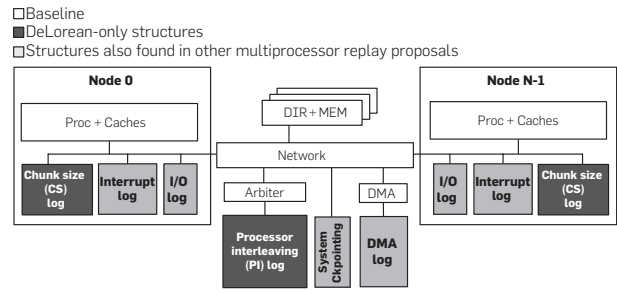 Baseline
DeLorean-only structures
Structures also found in other multiprocessor replay proposals
Node 0
Proc + Caches
Chunk size
(CS)
log
Interrupt
log
I/O
log
DIR + MEM
Network
Arbiter
DMA
Processor
interleaving
(PI) log
System
Ckpointing
DMA
log
Node N-1
Proc + Caches
I/O
log
Interrupt
log
Chunk size
(CS)
log